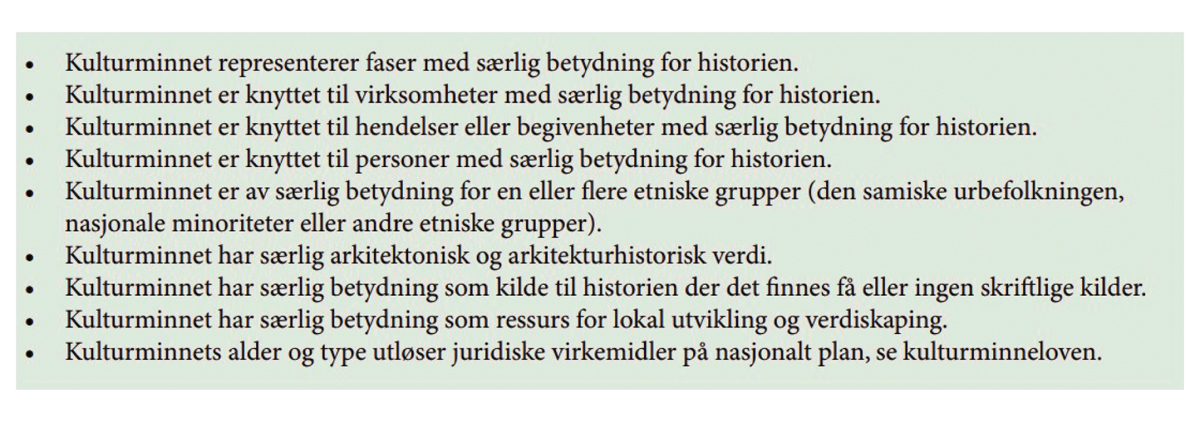 • Kulturminnet representerer faser med særlig betydning for historien.
• Kulturminnet er knyttet til virksomheter med særlig betydning for historien.
• Kulturminnet er knyttet til hendelser eller begivenheter med særlig betydning for historien.
• Kulturminnet er knyttet til personer med særlig betydning for historien.
• Kulturminnet er av særlig betydning for en eller flere etniske grupper (den samiske urbefolkningen,
nasjonale minoriteter eller andre etniske grupper).
• Kulturminnet har særlig arkitektonisk og arkitekturhistorisk verdi.
• Kulturminnet har særlig betydning som kilde til historien der det finnes få eller ingen skriftlige kilder.
• Kulturminnet har særlig betydning som ressurs for lokal utvikling og verdiskaping.
• Kulturminnets alder og type utløser juridiske virkemidler på nasjonalt plan, se kulturminneloven.